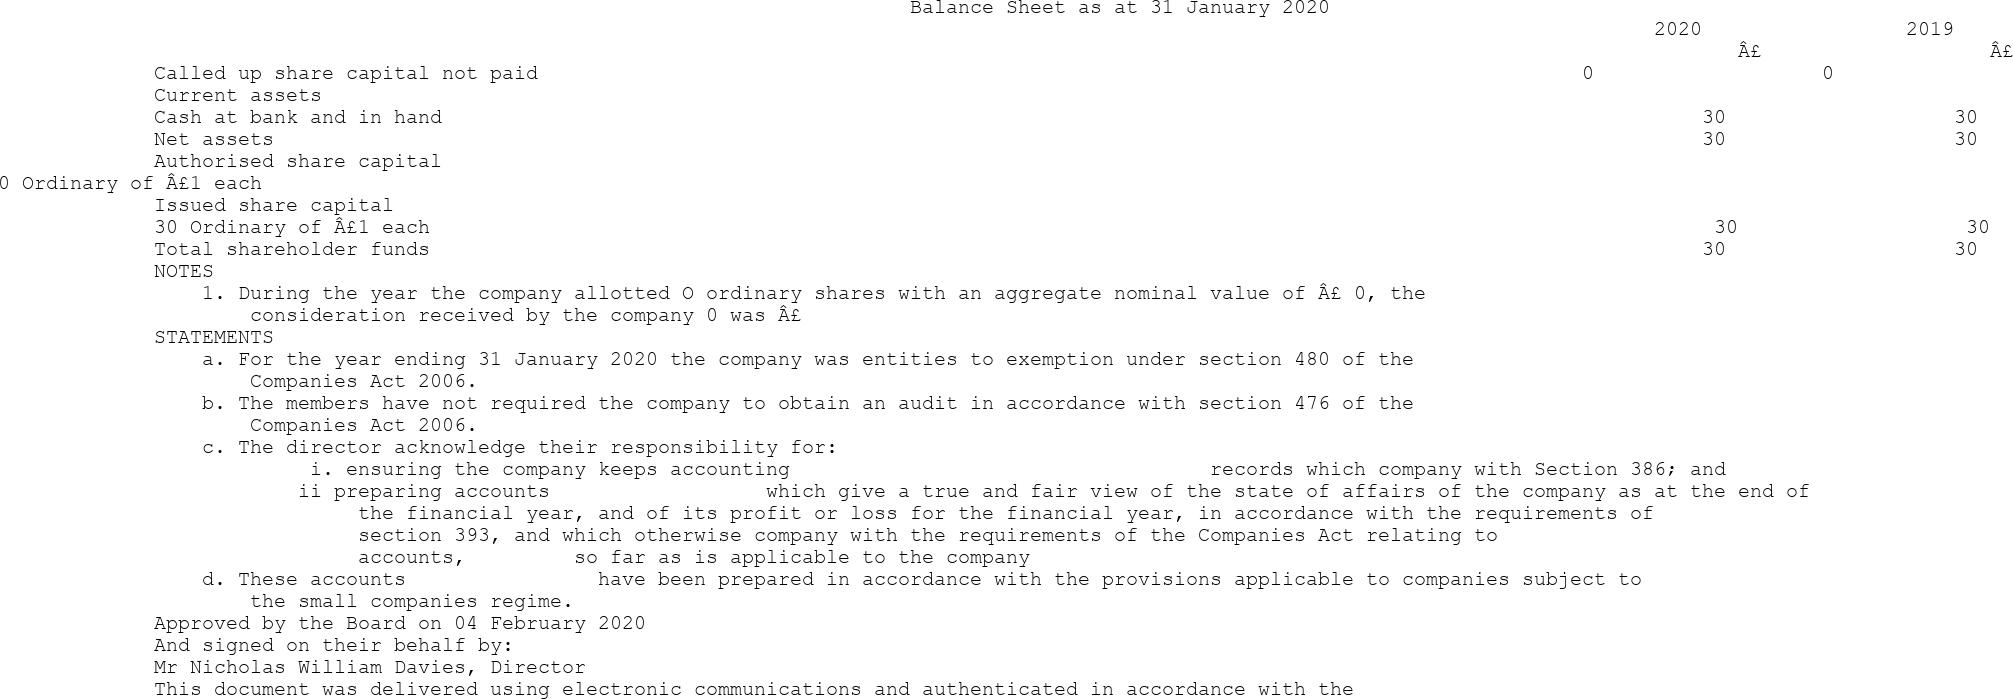 Balance Sheet as at 31 January 2020
2020 2019
Â£ Â£
Called up share capital not paid 0 0
Current assets
Cash at bank and in hand 30 30
Net assets 30 30
Authorised share capital
0 Ordinary of Â£1 each
Issued share capital
30 Ordinary of Â£1 each 30 30
Total shareholder funds 30 30
NOTES
1. During the year the company allotted O ordinary shares with an aggregate nominal value of Â£ 0, the
consideration received by the company 0 was Â£
STATEMENTS
a. For the year ending 31 January 2020 the company was entities to exemption under section 480 of the
Companies Act 2006.
b. The members have not required the company to obtain an audit in accordance with section 476 of the
Companies Act 2006.
c. The director acknowledge their responsibility for:
i. ensuring the company keeps accounting records which company with Section 386; and
ii preparing accounts which give a true and fair view of the state of affairs of the company as at the end of
the financial year, and of its profit or loss for the financial year, in accordance with the requirements of
section 393, and which otherwise company with the requirements of the Companies Act relating to
accounts, so far as is applicable to the company
d. These accounts have been prepared in accordance with the provisions applicable to companies subject to
the small companies regime.
Approved by the Board on 04 February 2020
And signed on their behalf by:
Mr Nicholas William Davies, Director
This document was delivered using electronic communications and authenticated in accordance with the